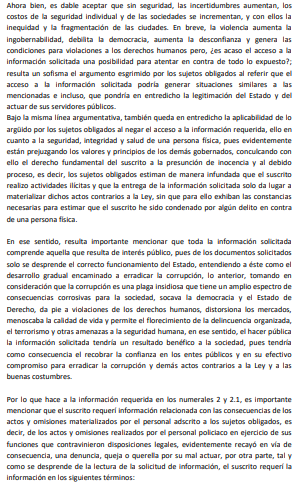 Ahora bien, es dable aceptar que sin seguridad, las incertidumbres aumentan, los
costos de la seguridad individual y de las sociedades se incrementan, y con ellos la
inequidad y la fragmentación de las ciudades. En breve, la violencia aumenta la
ingobernabilidad, debilita la democracia, aumenta la desconfianza y genera las
condiciones para violaciones a los derechos humanos pero, ¿es acaso el acceso a la
información solicitada una posibilidad para atentar en contra de todo lo expuesto?;
resulta un sofisma el argumento esgrimido por los sujetos obligados al referir que el
acceso a la información solicitada podría generar situaciones similares a las
mencionadas e incluso, que pondría en entredicho la legitimación del Estado y del
actuar de sus servidores públicos.
Bajo la misma línea argumentativa, también queda en entredicho la aplicabilidad de lo
argüido por los sujetos obligados al negar el acceso a la información requerida, ello en
cuanto a la seguridad, integridad y salud de una persona física, pues evidentemente
están prejuzgando los valores y principios de los demás gobernados, conculcando con
ello el derecho fundamental del suscrito a la presunción de inocencia y al debido
proceso, es decir, los sujetos obligados estiman de manera infundada que el suscrito
realizo actividades ilícitas y que la entrega de la información solicitada solo da lugar a
materializar dichos actos contrarios a la Ley, sin que para ello exhiban las constancias
necesarias para estimar que el suscrito he sido condenado por algún delito en contra
de una persona física.
En ese sentido, resulta importante mencionar que toda la información solicitada
comprende aquella que resulta de interés público, pues de los documentos solicitados
solo se desprende el correcto funcionamiento del Estado, entendiendo a éste como el
desarrollo gradual encaminado a erradicar la corrupción, lo anterior, tomando en
consideración que la corrupción es una plaga insidiosa que tiene un amplio espectro de
consecuencias corrosivas para la sociedad, socava la democracia y el Estado de
Derecho, da pie a violaciones de los derechos humanos, distorsiona los mercados,
menoscaba la calidad de vida y permite el florecimiento de la delincuencia organizada,
el terrorismo y otras amenazas a la seguridad humana, en ese sentido, el hacer pública
la información solicitada tendría un resultado benéfico a la sociedad, pues tendría
como consecuencia el recobrar la confianza en los entes públicos y en su efectivo
compromiso para erradicar la corrupción y demás actos contrarios a la Ley y a las
buenas costumbres.
Por lo que hace a la información requerida en los numerales 2 y 2.1, es importante
mencionar que el suscrito requerí información relacionada con las consecuencias de los
actos y omisiones materializados por el personal adscrito a los sujetos obligados, es
decir, de los actos y omisiones realizados por el personal policiaco en ejercicio de sus
funciones que contravinieron disposiciones legales, evidentemente recayó en vía de
consecuencia, una denuncia, queja o querella por su mal actuar, por otra parte, tal y
como se desprende de la lectura de la solicitud de información, el suscrito requerí la
información en los siguientes términos: